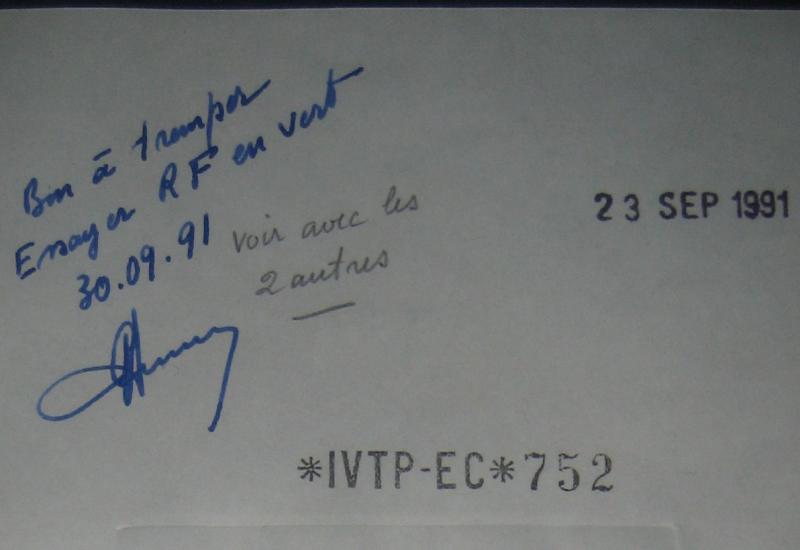 Bon à tremper
Essayer RF en vert
30.09.91
voir avec les
2 autres
23 SEP 1991
*IVTP-EC*752